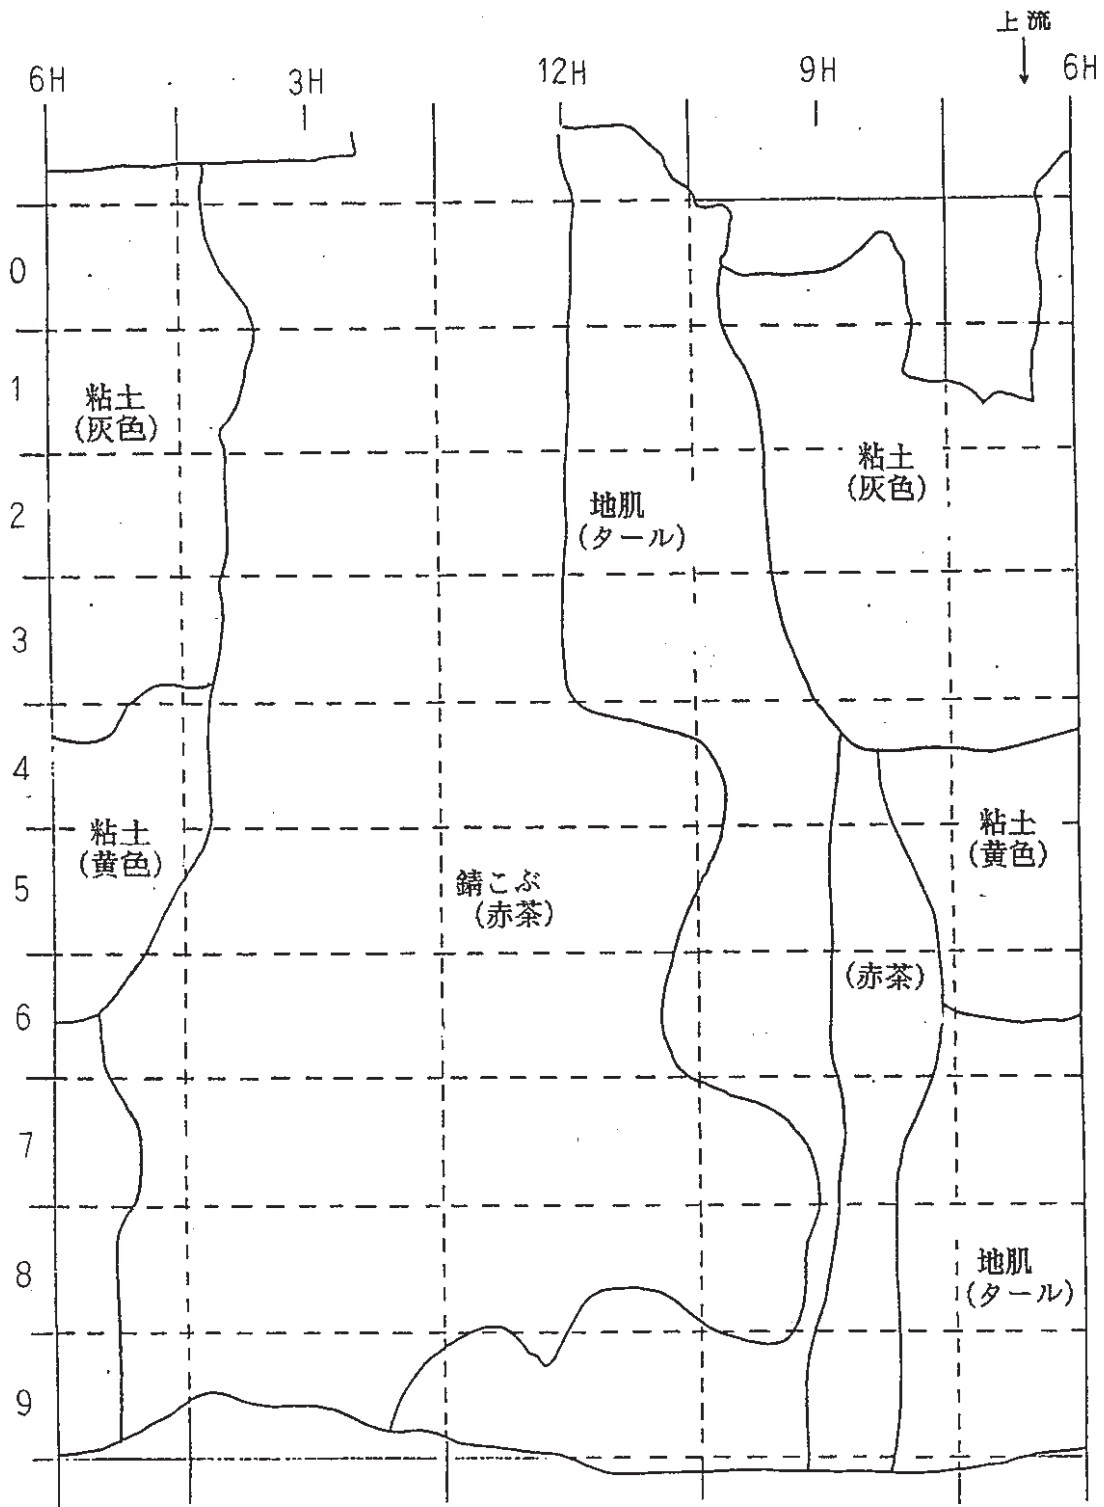 上流
6H
3H
12H
9H
6H
0
1
粘土
(灰色)
粘土
(灰色)
2
地肌
(タール)
3
4
粘土
(黄色)
粘土
(黄色)
5
錆こぶ
(赤茶)
(赤茶)
6
7
8
地肌
(タール)
9